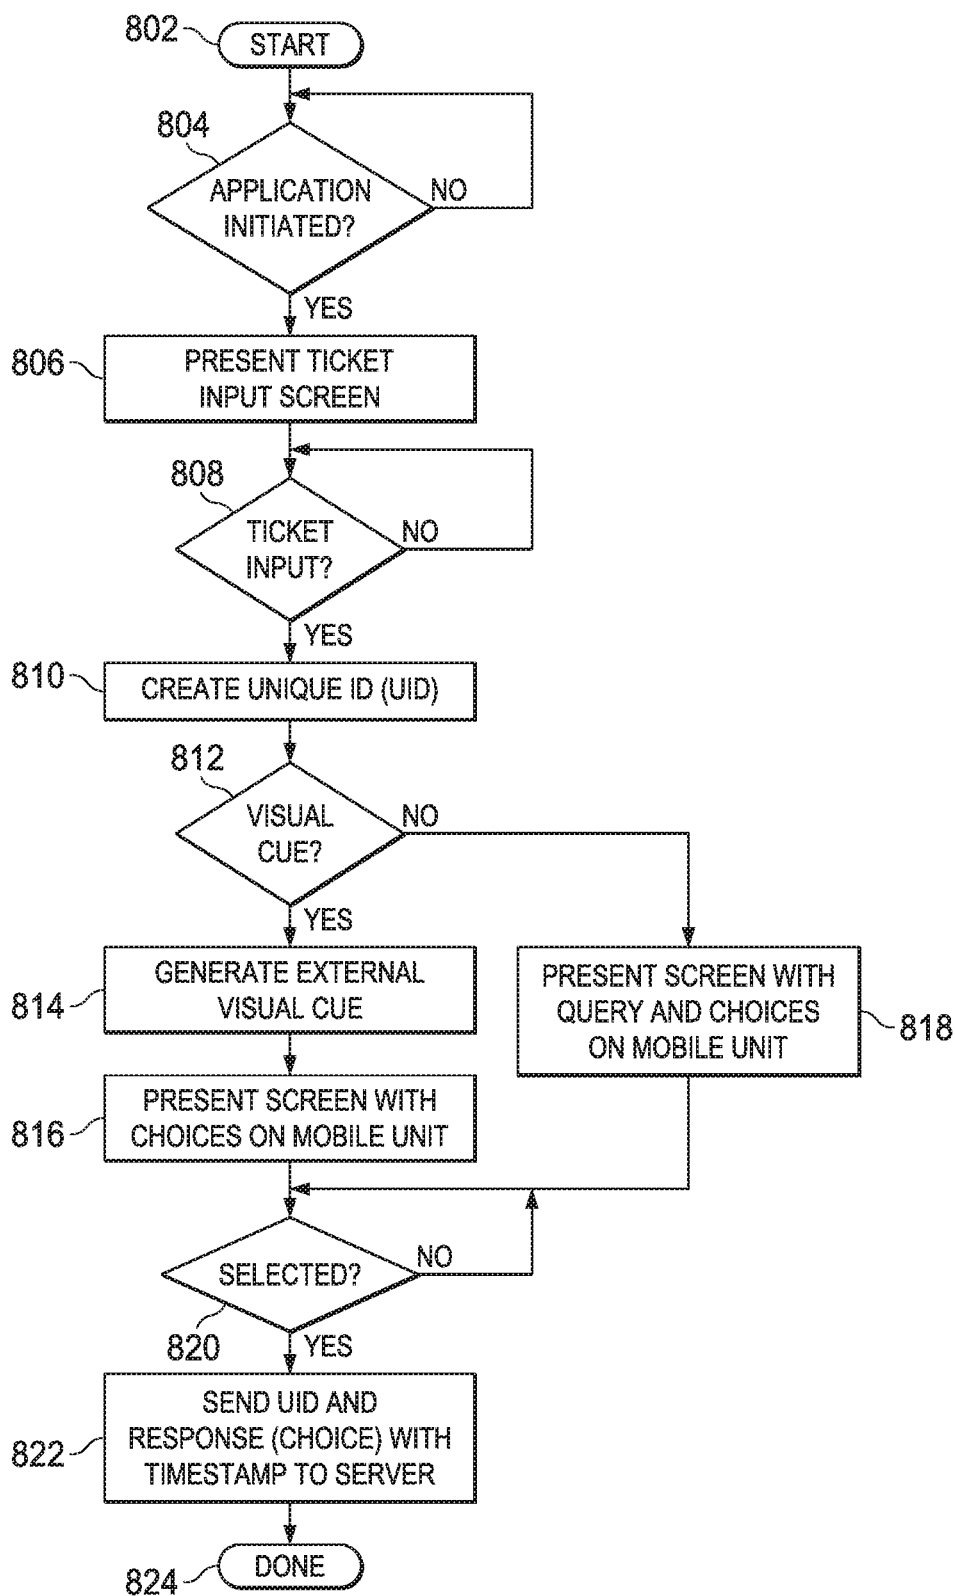 802
START
804
APPLICATION
INITIATED?
NO
YES
806
PRESENT TICKET
INPUT SCREEN
808
TICKET
INPUT?
NO
YES
810
CREATE UNIQUE ID (UID)
812
VISUAL
CUE?
NO
YES
814
GENERATE EXTERNAL
VISUAL CUE
PRESENT SCREEN WITH
QUERY AND CHOICES
ON MOBILE UNIT
818
816
PRESENT SCREEN WITH
CHOICES ON MOBILE UNIT
SELECTED?
NO
820
YES
822
SEND UID AND
RESPONSE (CHOICE) WITH
TIMESTAMP TO SERVER
DONE
824